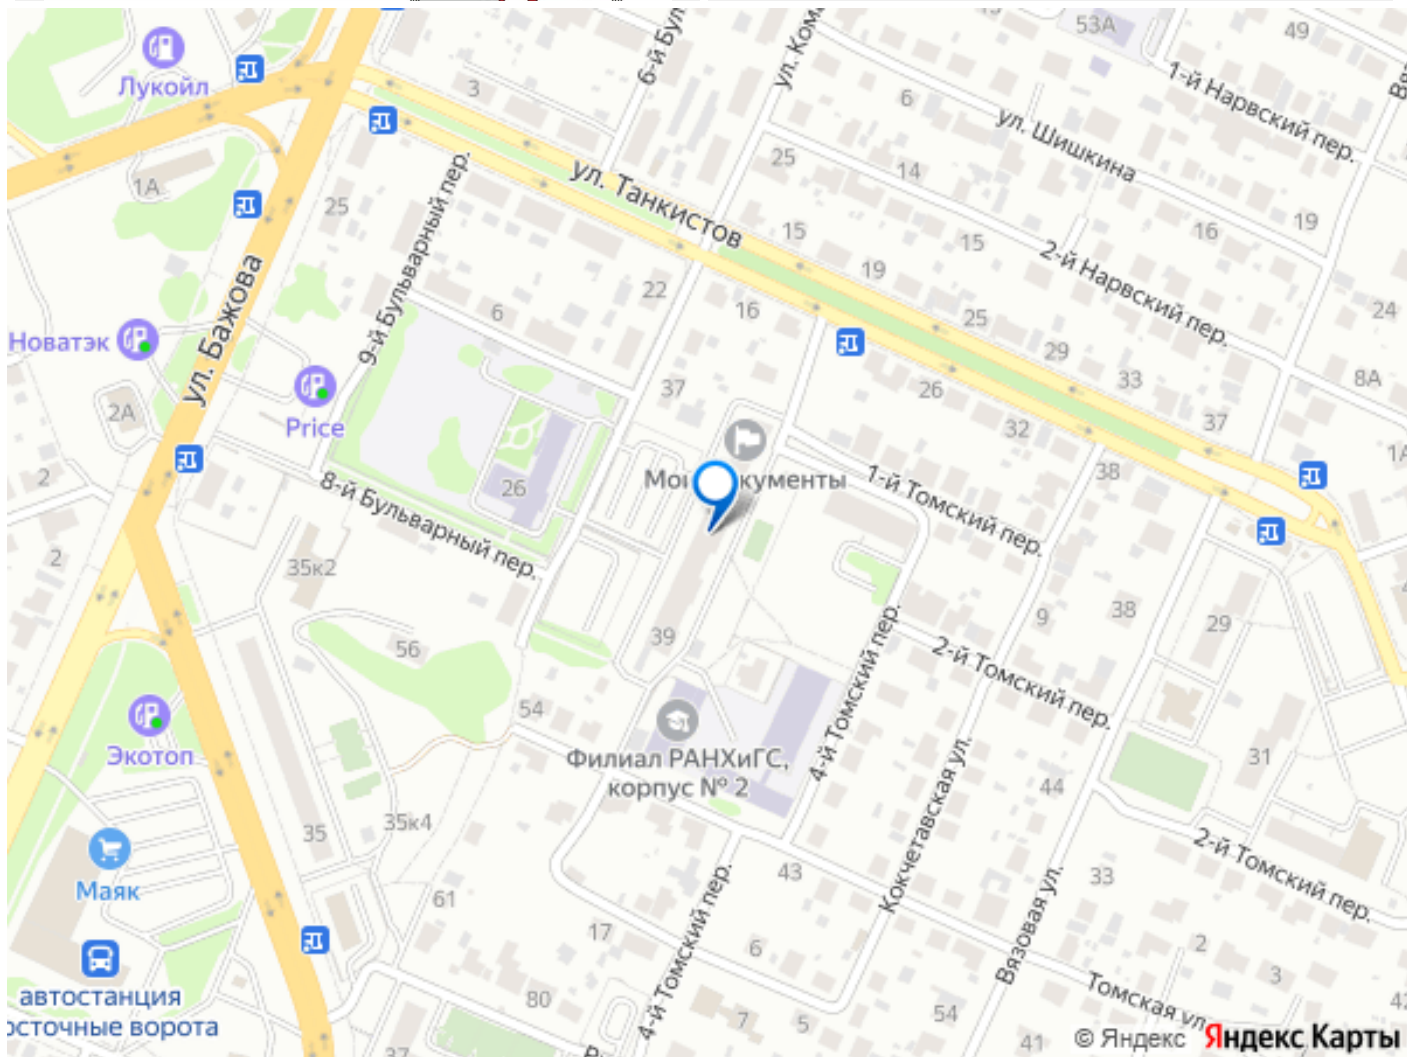 Лукойл
6-й Бул
ул. Ком
53А
49
1-й Нарвский пер.
3
6
ул. Шишкина
1А
25
9-й Бульварный пер.
ул. Танкистов
25
14
15
15
16
19
2-й Нарвский пер.
19
22
6
16
24
ул. Бажова
Новатэк
25
29
33
8А
2А
Price
37
26
32
37
1А
2
8-й Бульварный пер.
26
Мои
кументы
1-й Томский пер.
38
2
35к2
9
38
29
56
39
4-й Томский пер.
2-й Томский пер.
Экотоп
54
Филиал РАНХиГС,
корпус № 2
Кокчетавская ул.
44
31
35
35к4
Маяк
61
43
33
2-й Томский пер.
Вязовая ул.
17
4-й Томский пер.
6
2
3
автостанция
осточные ворота
80
7
5
54
Томская ул.
41
37
© Яндекс
Яндекс Карты